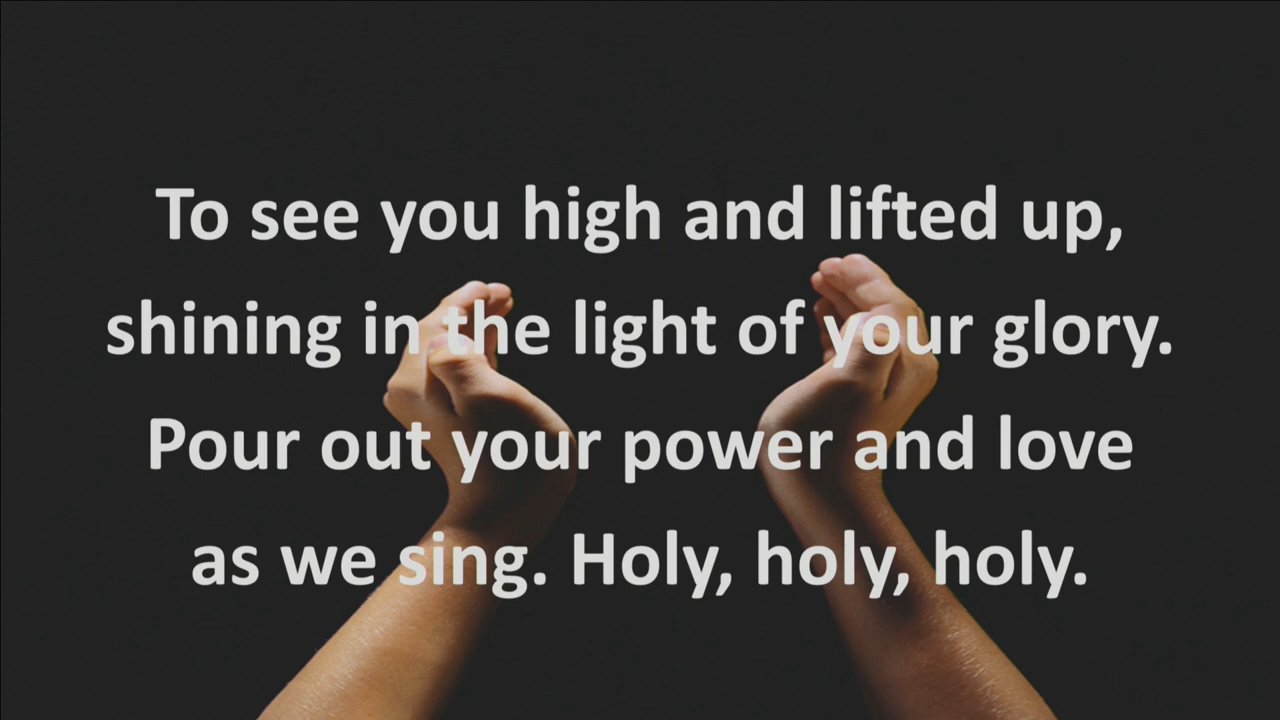 To see you high and lifted up,
shining in the light of your glory.
Pour out your power and love
as we sing. Holy, holy, holy.